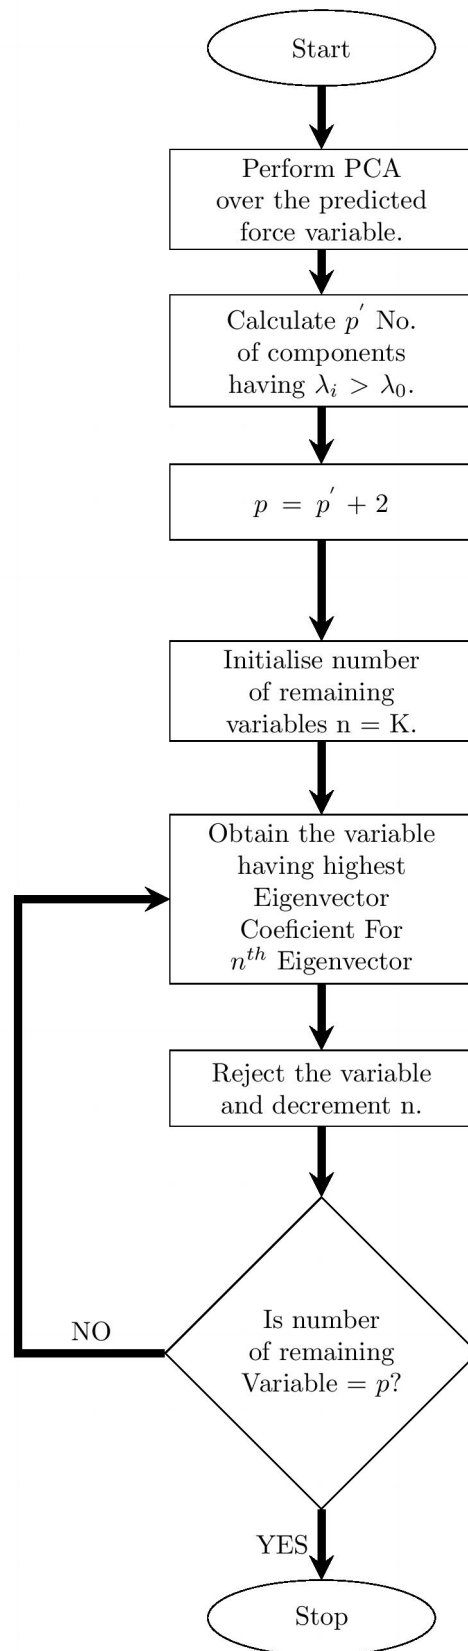 Start
Perform PCA
over the predicted
force variable.
Calculate p′ No.
of components
having λᵢ > λ₀.
p = p′ + 2
Initialise number
of remaining
variables n = K.
Obtain the variable
having highest
Eigenvector
Coeficient For
nᵗʰ Eigenvector
Reject the variable
and decrement n.
Is number
of remaining
Variable = p?
NO
YES
Stop